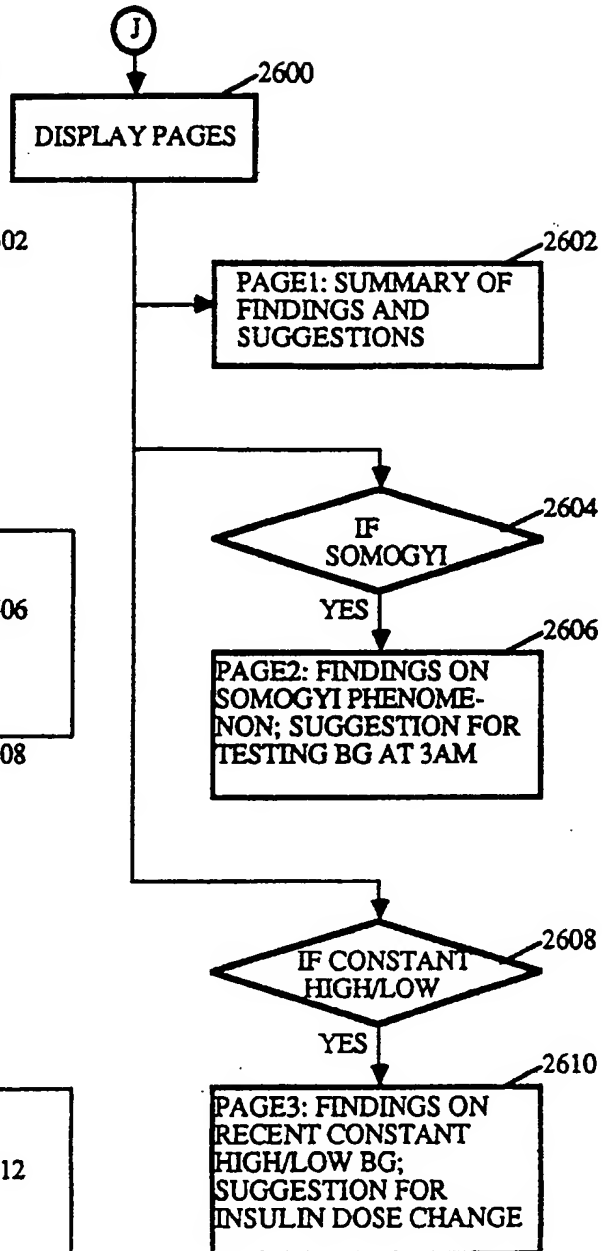 J
2600
DISPLAY PAGES
02
2602
PAGE1: SUMMARY OF
FINDINGS AND
SUGGESTIONS
2604
IF
SOMOGYI
YES
06
2606
PAGE2: FINDINGS ON
SOMOGYI PHENOME-
NON; SUGGESTION FOR
TESTING BG AT 3AM
08
2608
IF CONSTANT
HIGH/LOW
YES
2610
PAGE3: FINDINGS ON
RECENT CONSTANT
HIGH/LOW BG;
SUGGESTION FOR
INSULIN DOSE CHANGE
12